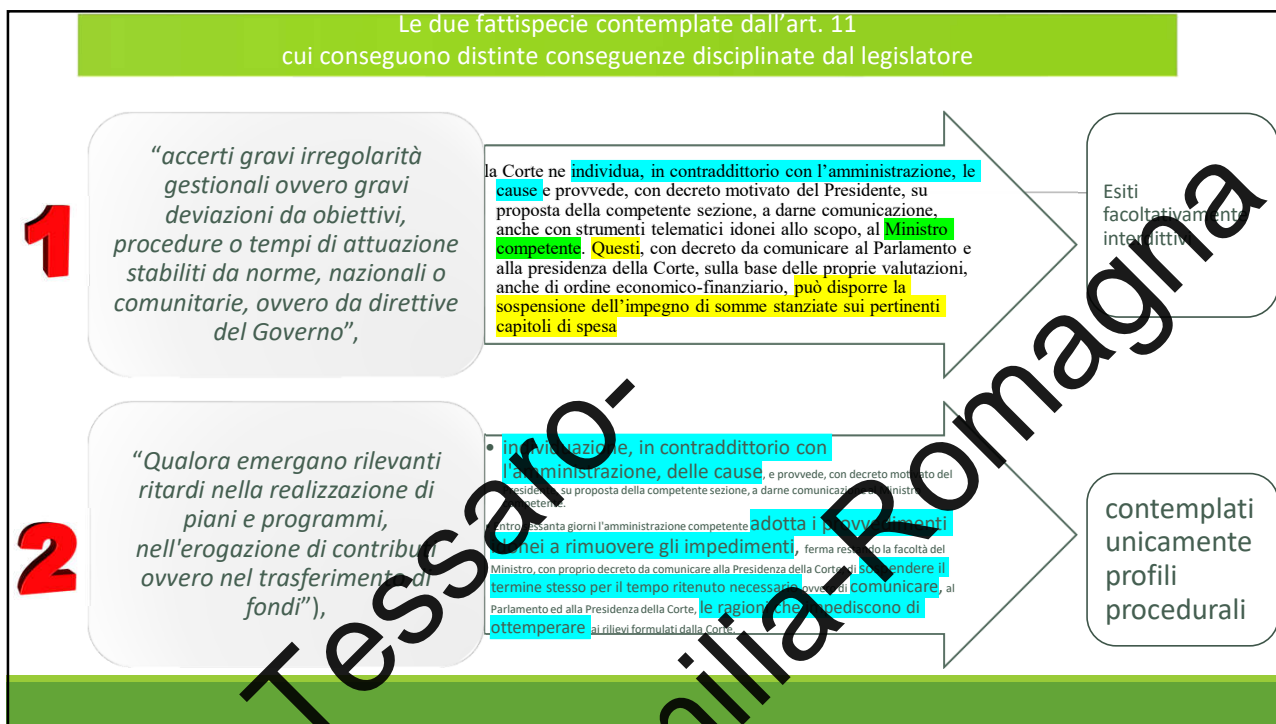 Le due fattispecie contemplate dall'art. 11
cui conseguono distinte conseguenze disciplinate dal legislatore
1
"accerti gravi irregolarità
gestionali ovvero gravi
deviazioni da obiettivi,
procedure o tempi di attuazione
stabiliti da norme, nazionali o
comunitarie, ovvero da direttive
del Governo",
la Corte ne individua, in contraddittorio con l'amministrazione, le
cause e provvede, con decreto motivato del Presidente, su
proposta della competente sezione, a darne comunicazione,
anche con strumenti telematici idonei allo scopo, al Ministro
competente. Questi, con decreto da comunicare al Parlamento e
alla presidenza della Corte, sulla base delle proprie valutazioni,
anche di ordine economico-finanziario, può disporre la
sospensione dell'impegno di somme stanziate sui pertinenti
capitoli di spesa
Esiti
facoltativamente
interdittivi
2
"Qualora emergano rilevanti
ritardi nella realizzazione di
piani e programmi,
nell'erogazione di contributi
ovvero nel trasferimento di
fondi"),
• individuazione, in contraddittorio con
l'amministrazione, delle cause, e provvede, con decreto motivato del
Presidente, su proposta della competente sezione, a darne comunicazione al Ministro
competente.
Entro sessanta giorni l'amministrazione competente adotta i provvedimenti
idonei a rimuovere gli impedimenti, ferma restando la facoltà del
Ministro, con proprio decreto da comunicare alla Presidenza della Corte, di sospendere il
termine stesso per il tempo ritenuto necessario ovvero di comunicare, al
Parlamento ed alla Presidenza della Corte, le ragioni che impediscono di
ottemperare ai rilievi formulati dalla Corte.
contemplati
unicamente
profili
procedurali
Tessaro-
milia-Romagna